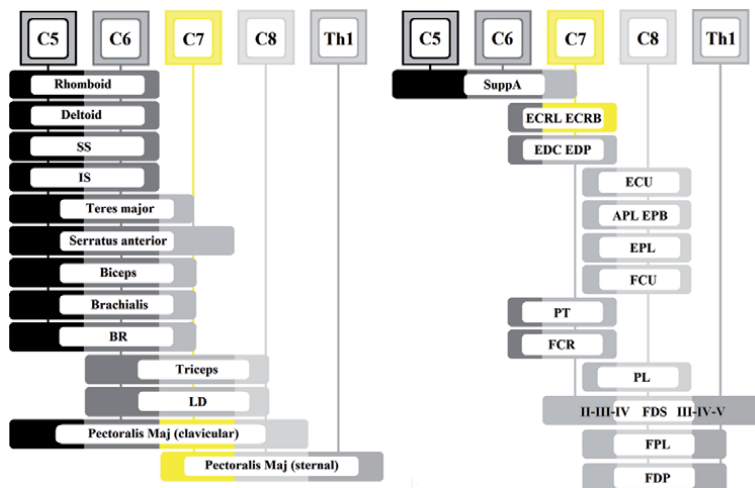 C5 C6 C7 C8 Th1
Rhomboid
Deltoid
SS
IS
Teres major
Serratus anterior
Biceps
Brachialis
BR
Triceps
LD
Pectoralis Maj (clavicular)
Pectoralis Maj (sternal)
C5 C6 C7 C8 Th1
SuppA
ECRL ECRB
EDC EDP
ECU
APL EPB
EPL
FCU
PT
FCR
PL
II-III-IV FDS III-IV-V
FPL
FDP